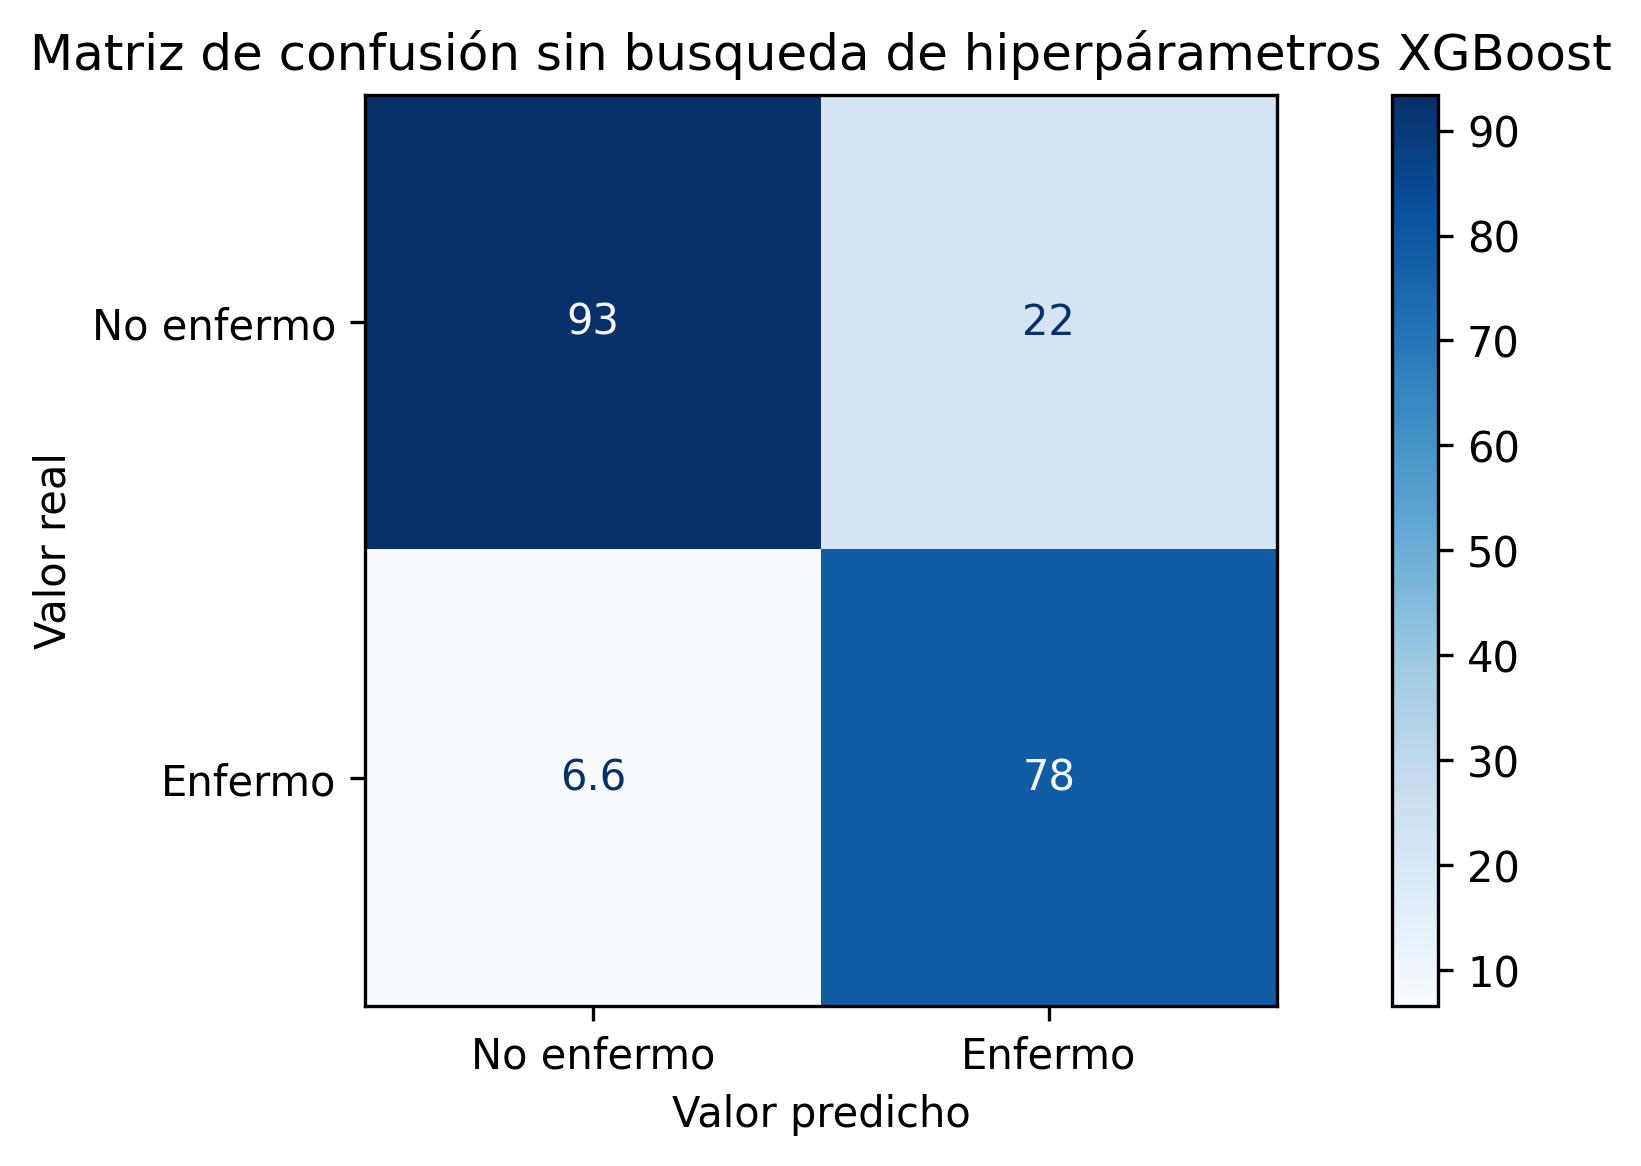 Matriz de confusión sin busqueda de hiperpárametros XGBoost
No enfermo
93
22
Enfermo
6.6
78
Valor real
No enfermo
Enfermo
Valor predicho
90
80
70
60
50
40
30
20
10